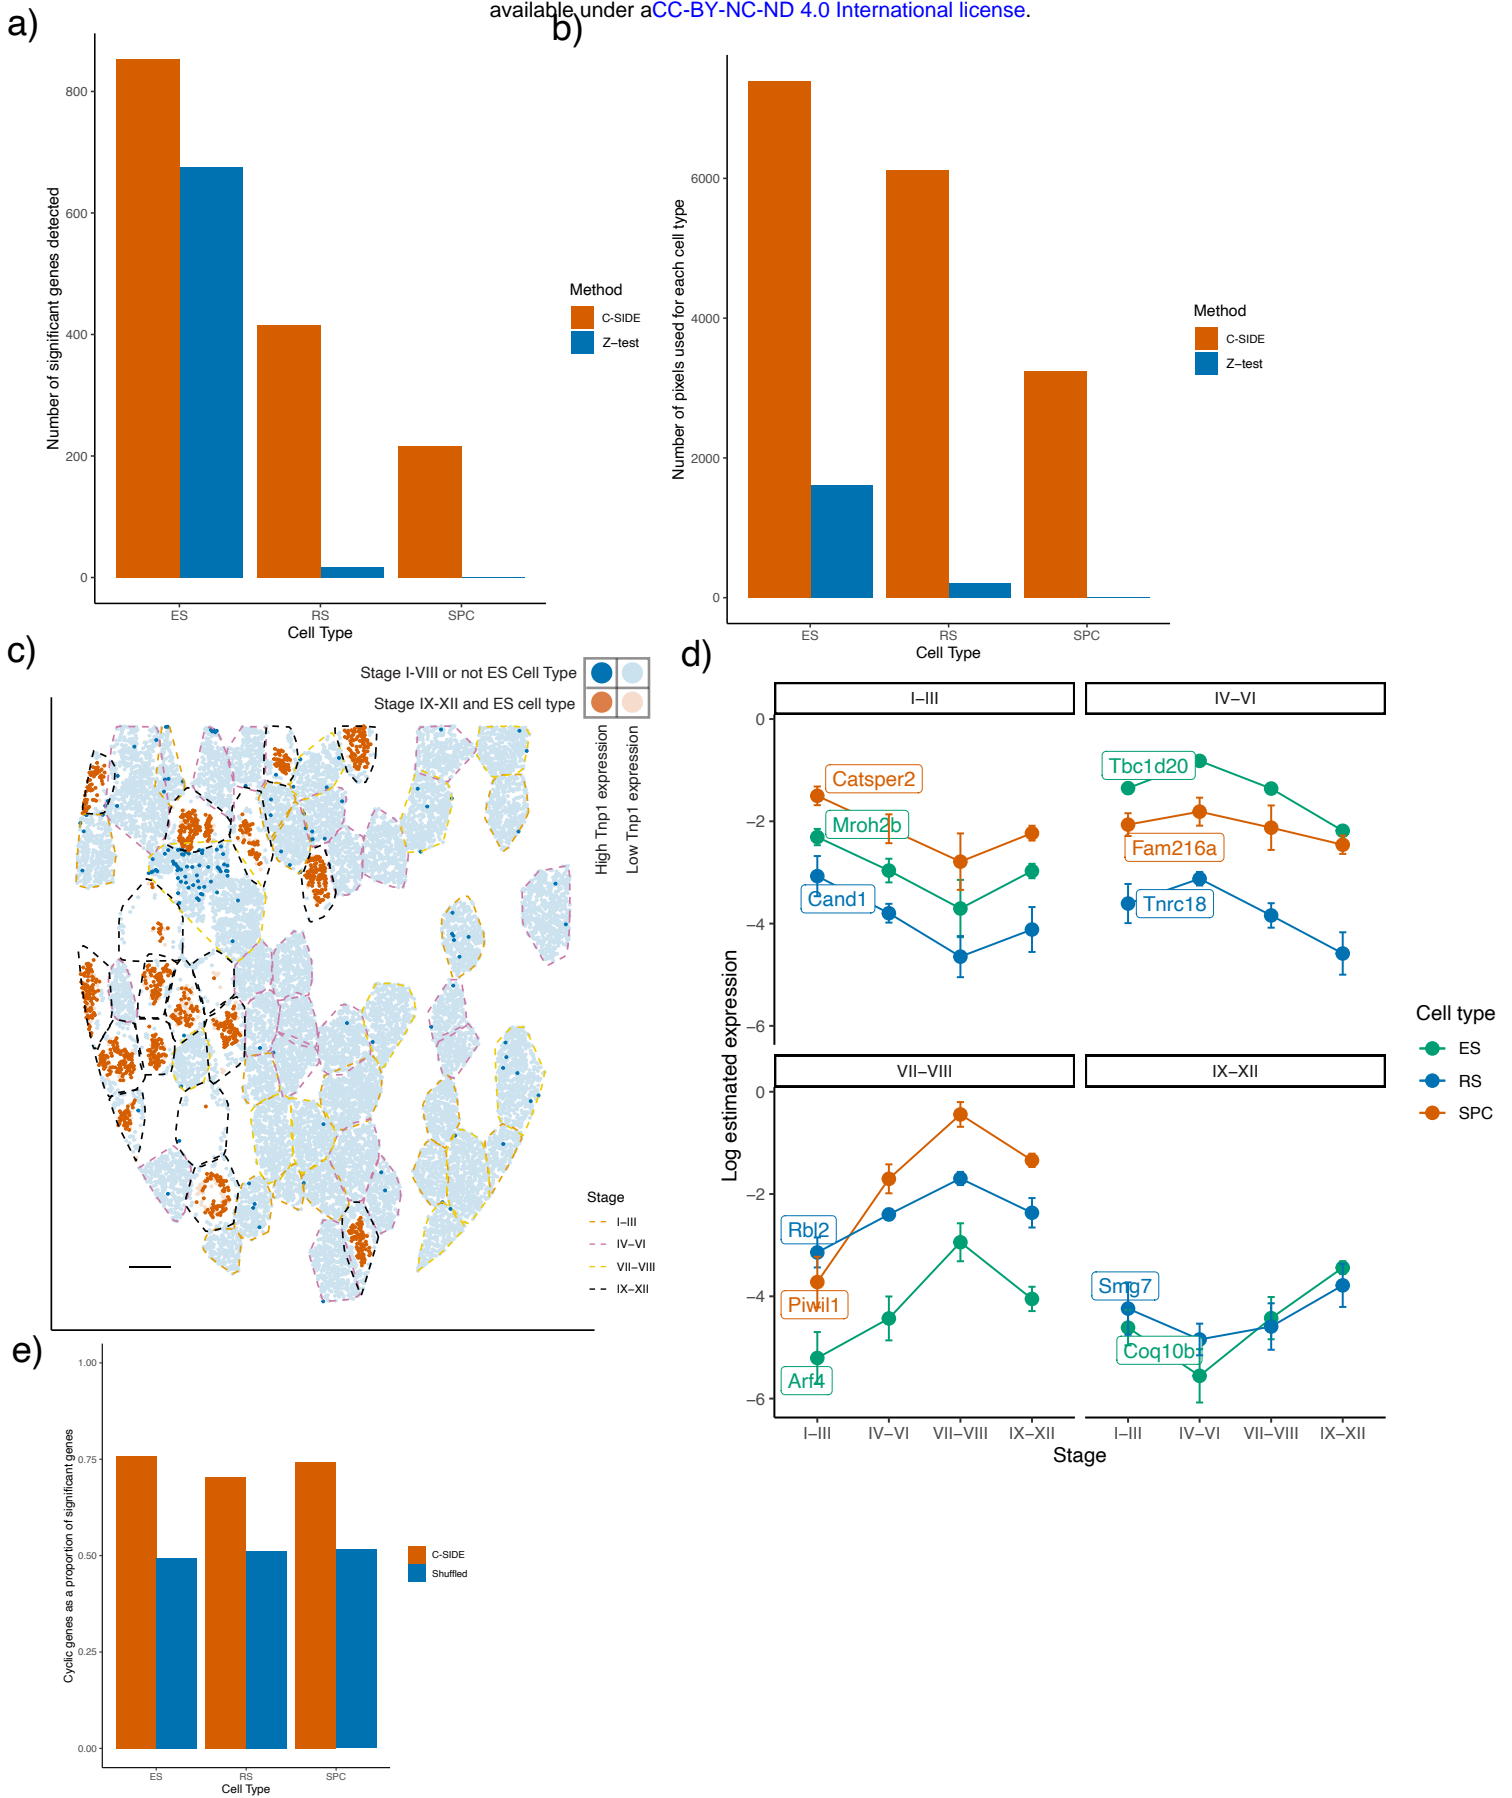 available under aCC-BY-NC-ND 4.0 International license.
a)
Number of significant genes detected
800
600
400
200
0
ES RS SPC
Cell Type
Method
C-SIDE
Z−test
b)
Number of pixels used for each cell type
6000
4000
2000
0
ES RS SPC
Cell Type
Method
C-SIDE
Z−test
c)
Stage I-VIII or not ES Cell Type
Stage IX-XII and ES cell type
High Tnp1 expression
Low Tnp1 expression
Stage
I−III
IV−VI
VII−VIII
IX−XII
d)
Log estimated expression
I−III
0
−2
−4
−6
Catsper2
Mroh2b
Cand1
IV−VI
Tbc1d20
Fam216a
Tnrc18
VII−VIII
0
−2
−4
−6
Rbl2
Piwil1
Arf4
I−III IV−VI VII−VIII IX−XII
IX−XII
Smg7
Coq10b
I−III IV−VI VII−VIII IX−XII
Stage
Cell type
ES
RS
SPC
e)
Cyclic genes as a proportion of significant genes
1.00
0.75
0.50
0.25
0.00
ES RS SPC
Cell Type
C-SIDE
Shuffled